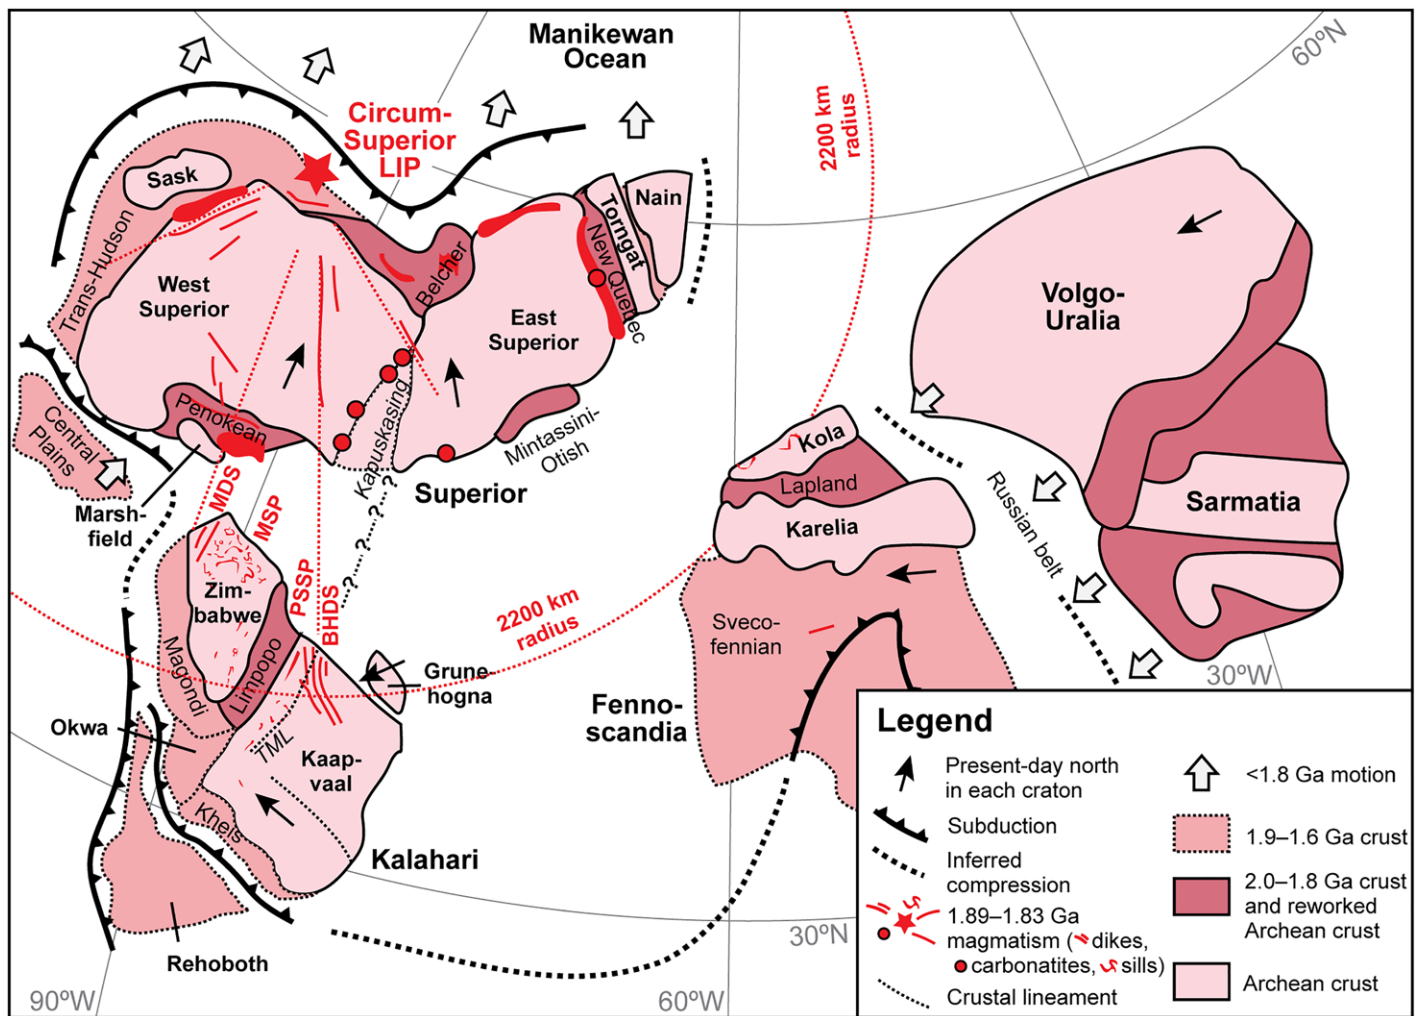 Manikewan
Ocean
60ºN
Circum-
Superior
LIP
2200 km
radius
Sask
Nain
Torngat
New Quebec
Trans-Hudson
Belcher
West
Superior
East
Superior
Volgo-
Uralia
Penokean
Kapuskasing
Mintassini-
Otish
Central
Plains
Kola
Lapland
Karelia
Russian belt
Sarmatia
Marsh-
field
MDS
MSP
Superior
?
?
?
?
Zim-
babwe
PSSP
BHDS
2200 km
radius
Sveco-
fennian
Magondi
Limpopo
Grune-
hogna
30ºW
Okwa
TML
Kaap-
vaal
Fenno-
scandia
Kheis
Kalahari
Rehoboth
30ºN
90ºW
60ºW
Legend
Present-day north
in each craton
Subduction
Inferred
compression
1.89–1.83 Ga
magmatism (dikes,
carbonatites, sills)
Crustal lineament
<1.8 Ga motion
1.9–1.6 Ga crust
2.0–1.8 Ga crust
and reworked
Archean crust
Archean crust